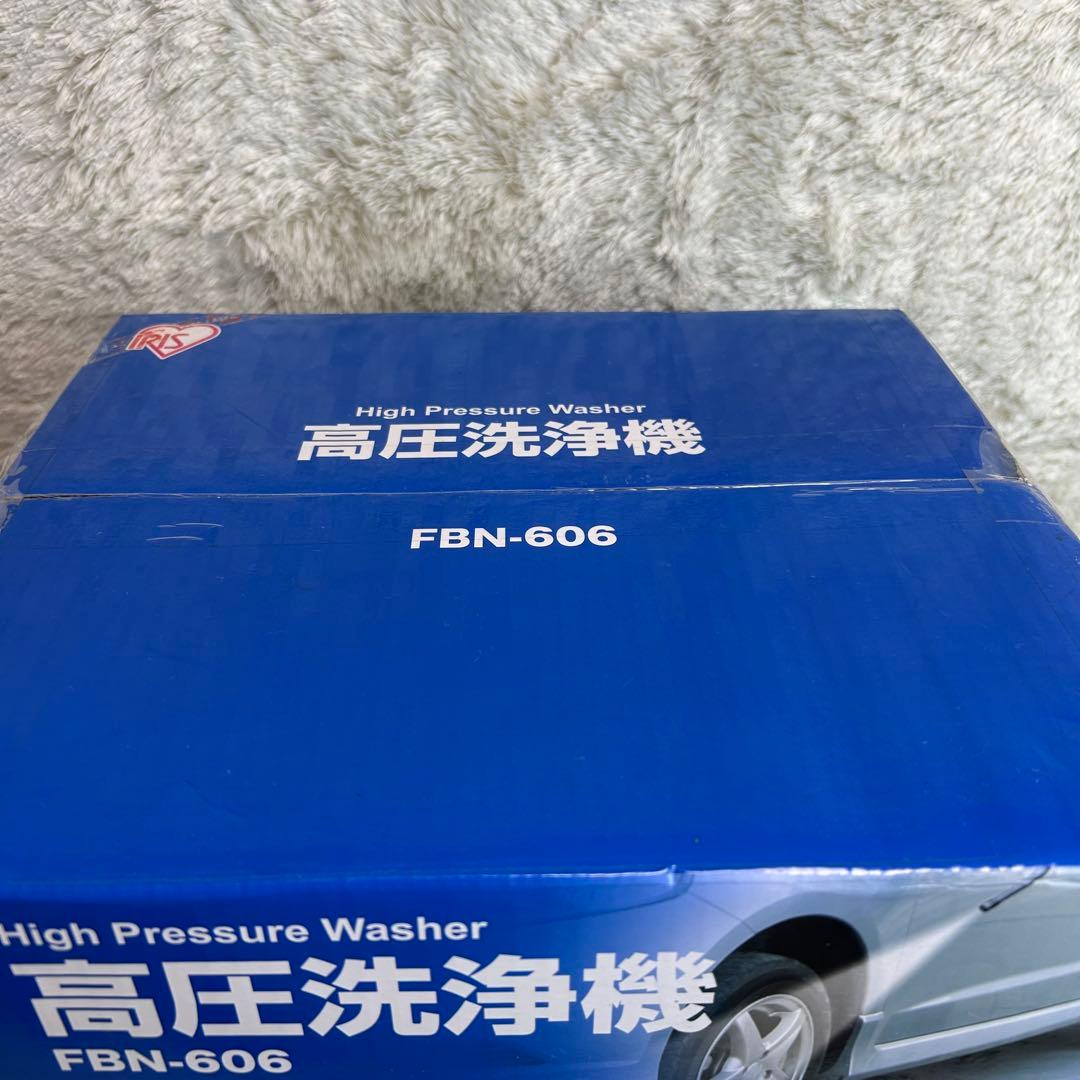 IRIS
High Pressure Washer
高圧洗浄機
FBN-606
High Pressure Washer
高圧洗浄機
FBN-606